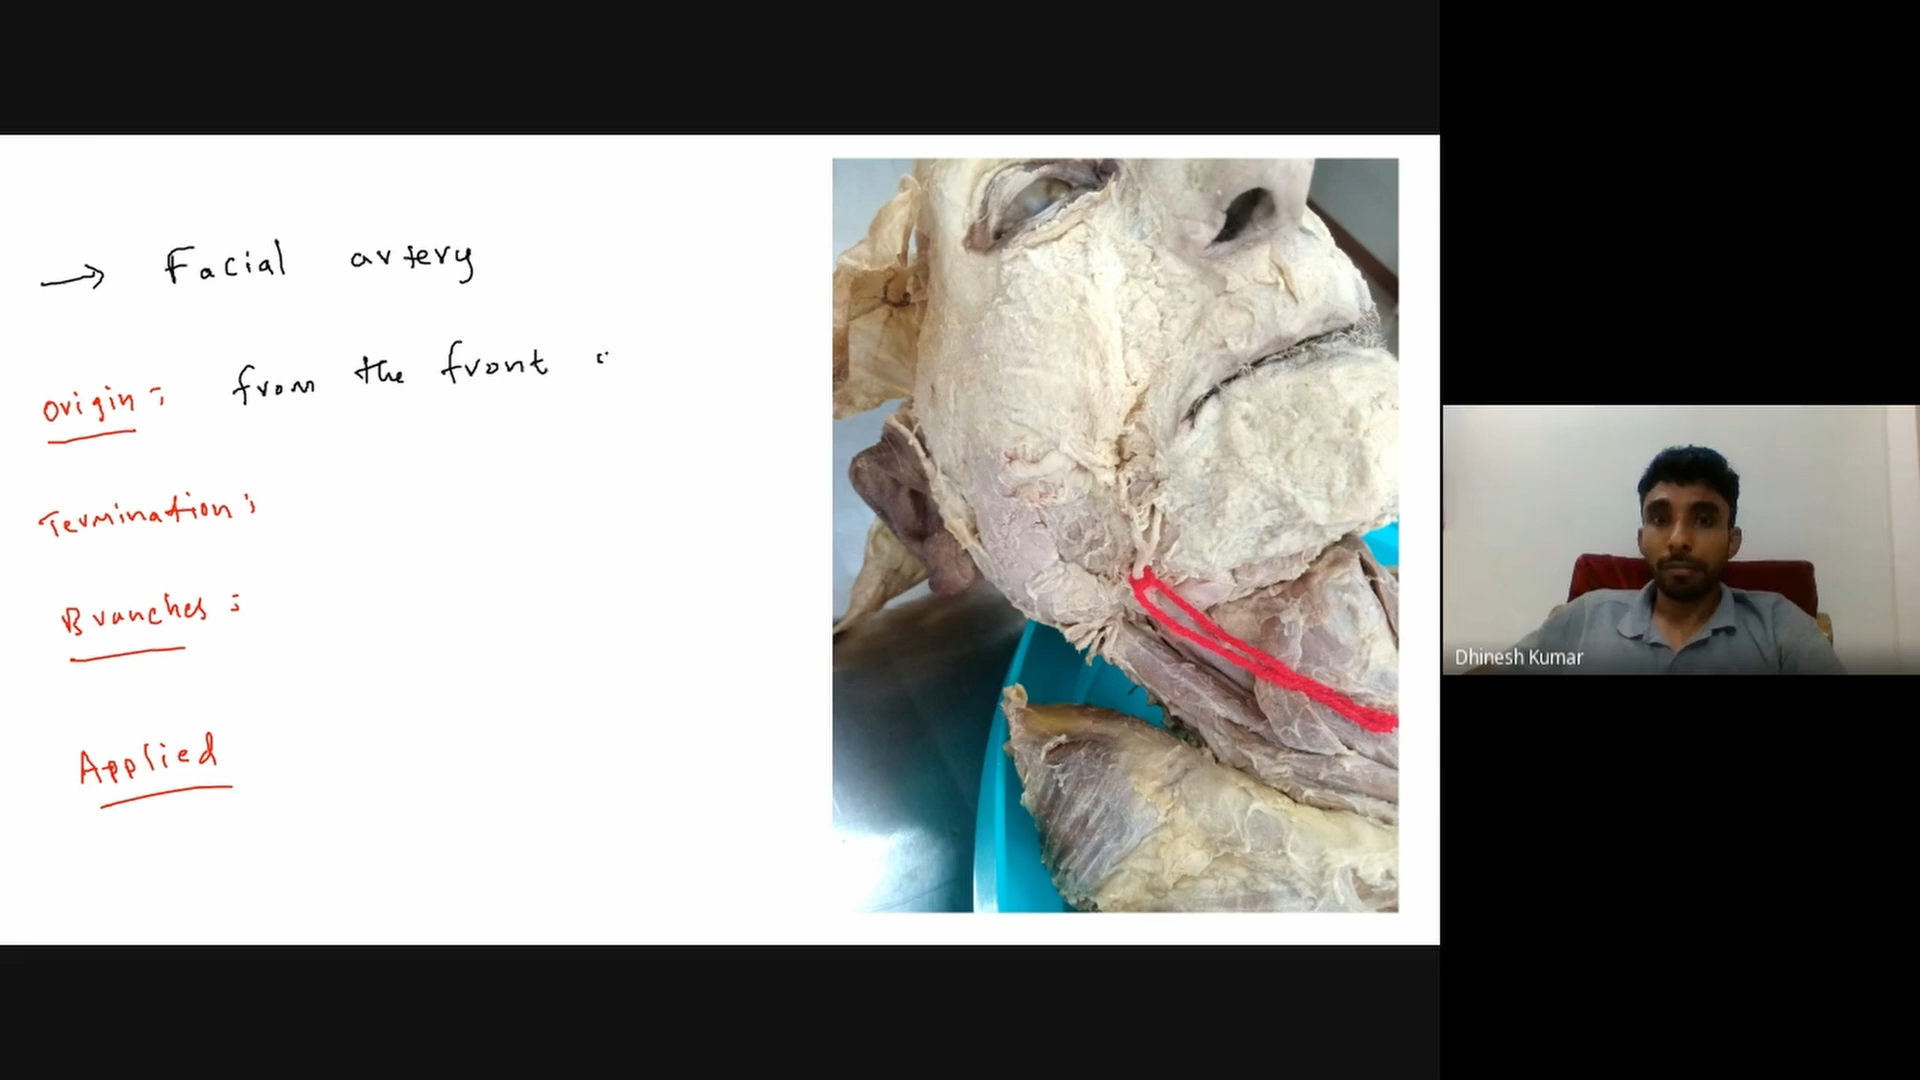 → Facial artery
Origin: from the front
Termination:
Branches:
Applied
Dhinesh Kumar